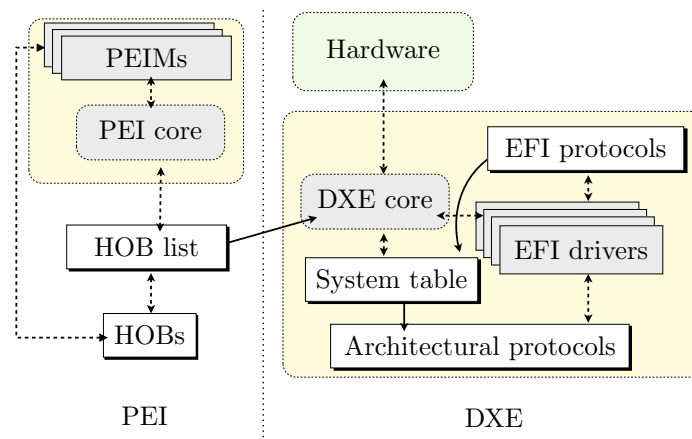 PEIMs
PEI core
HOB list
HOBs
PEI
Hardware
EFI protocols
DXE core
EFI drivers
System table
Architectural protocols
DXE